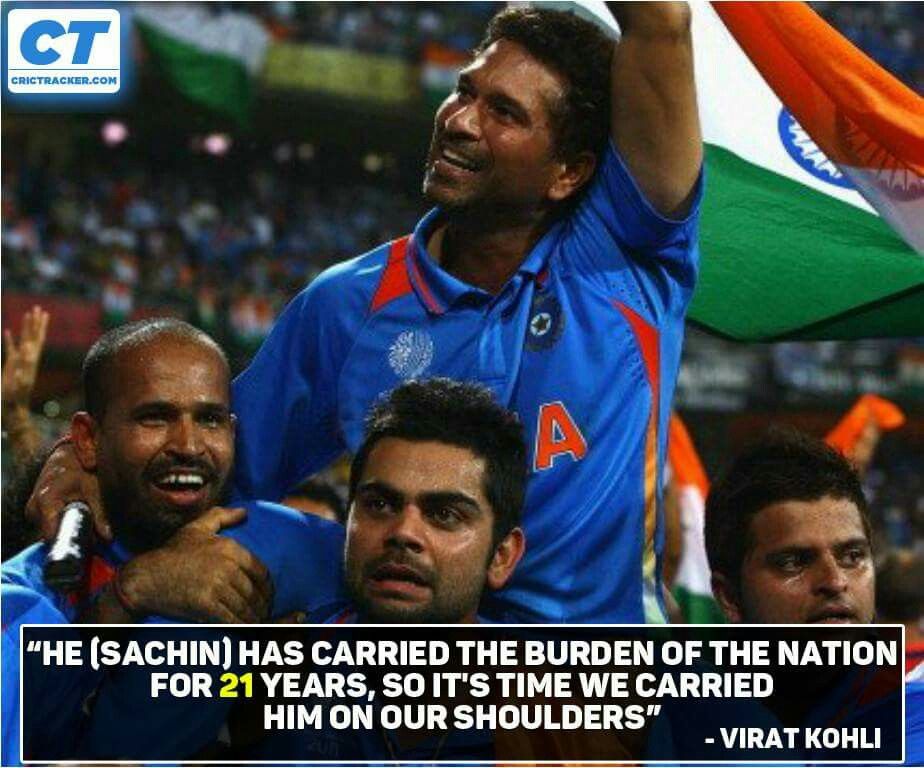 CT
CRICTRACKER.COM
A
“HE (SACHIN) HAS CARRIED THE BURDEN OF THE NATION
FOR 21 YEARS, SO IT'S TIME WE CARRIED
HIM ON OUR SHOULDERS”
- VIRAT KOHLI